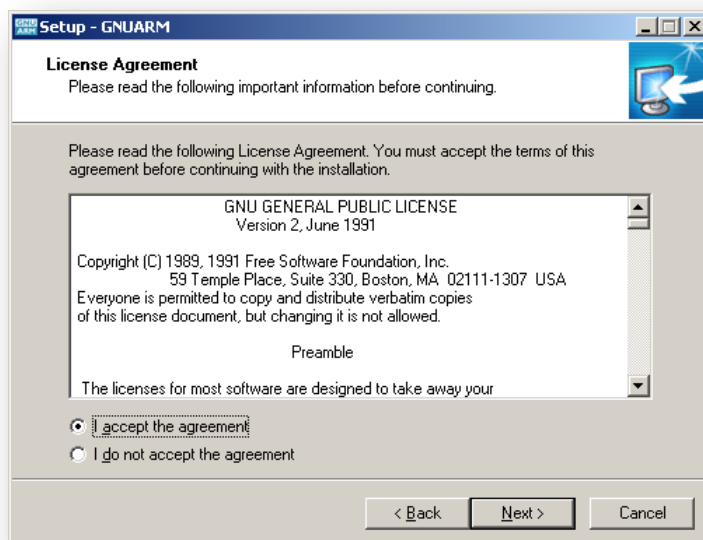 GNU ARM Setup - GNUARM
License Agreement
Please read the following important information before continuing.
Please read the following License Agreement. You must accept the terms of this
agreement before continuing with the installation.
GNU GENERAL PUBLIC LICENSE
Version 2, June 1991
Copyright (C) 1989, 1991 Free Software Foundation, Inc.
59 Temple Place, Suite 330, Boston, MA  02111-1307  USA
Everyone is permitted to copy and distribute verbatim copies
of this license document, but changing it is not allowed.
Preamble
The licenses for most software are designed to take away your
I accept the agreement
I do not accept the agreement
< Back Next > Cancel